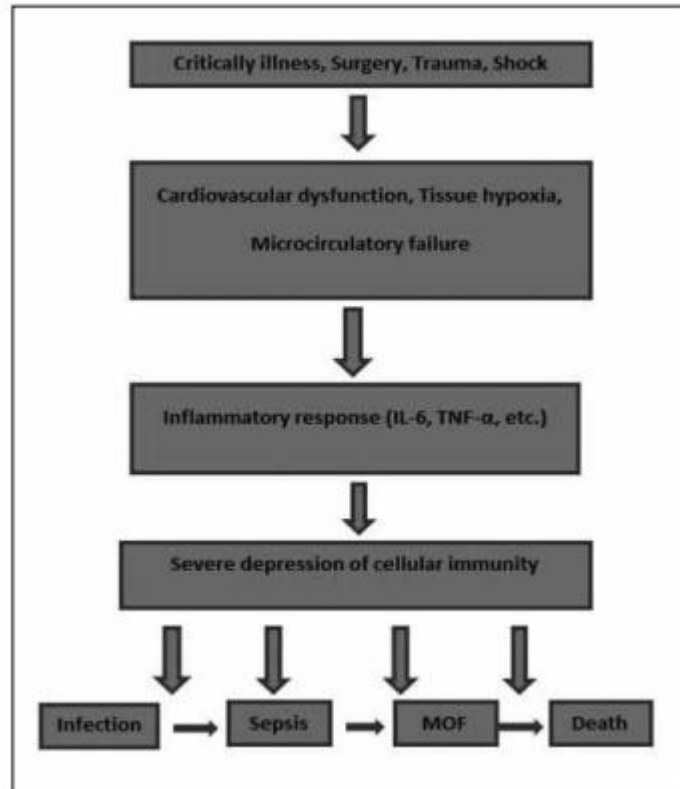 Critically illness, Surgery, Trauma, Shock
Cardiovascular dysfunction, Tissue hypoxia,
Microcirculatory failure
Inflammatory response (IL-6, TNF-α, etc.)
Severe depression of cellular immunity
Infection
Sepsis
MOF
Death